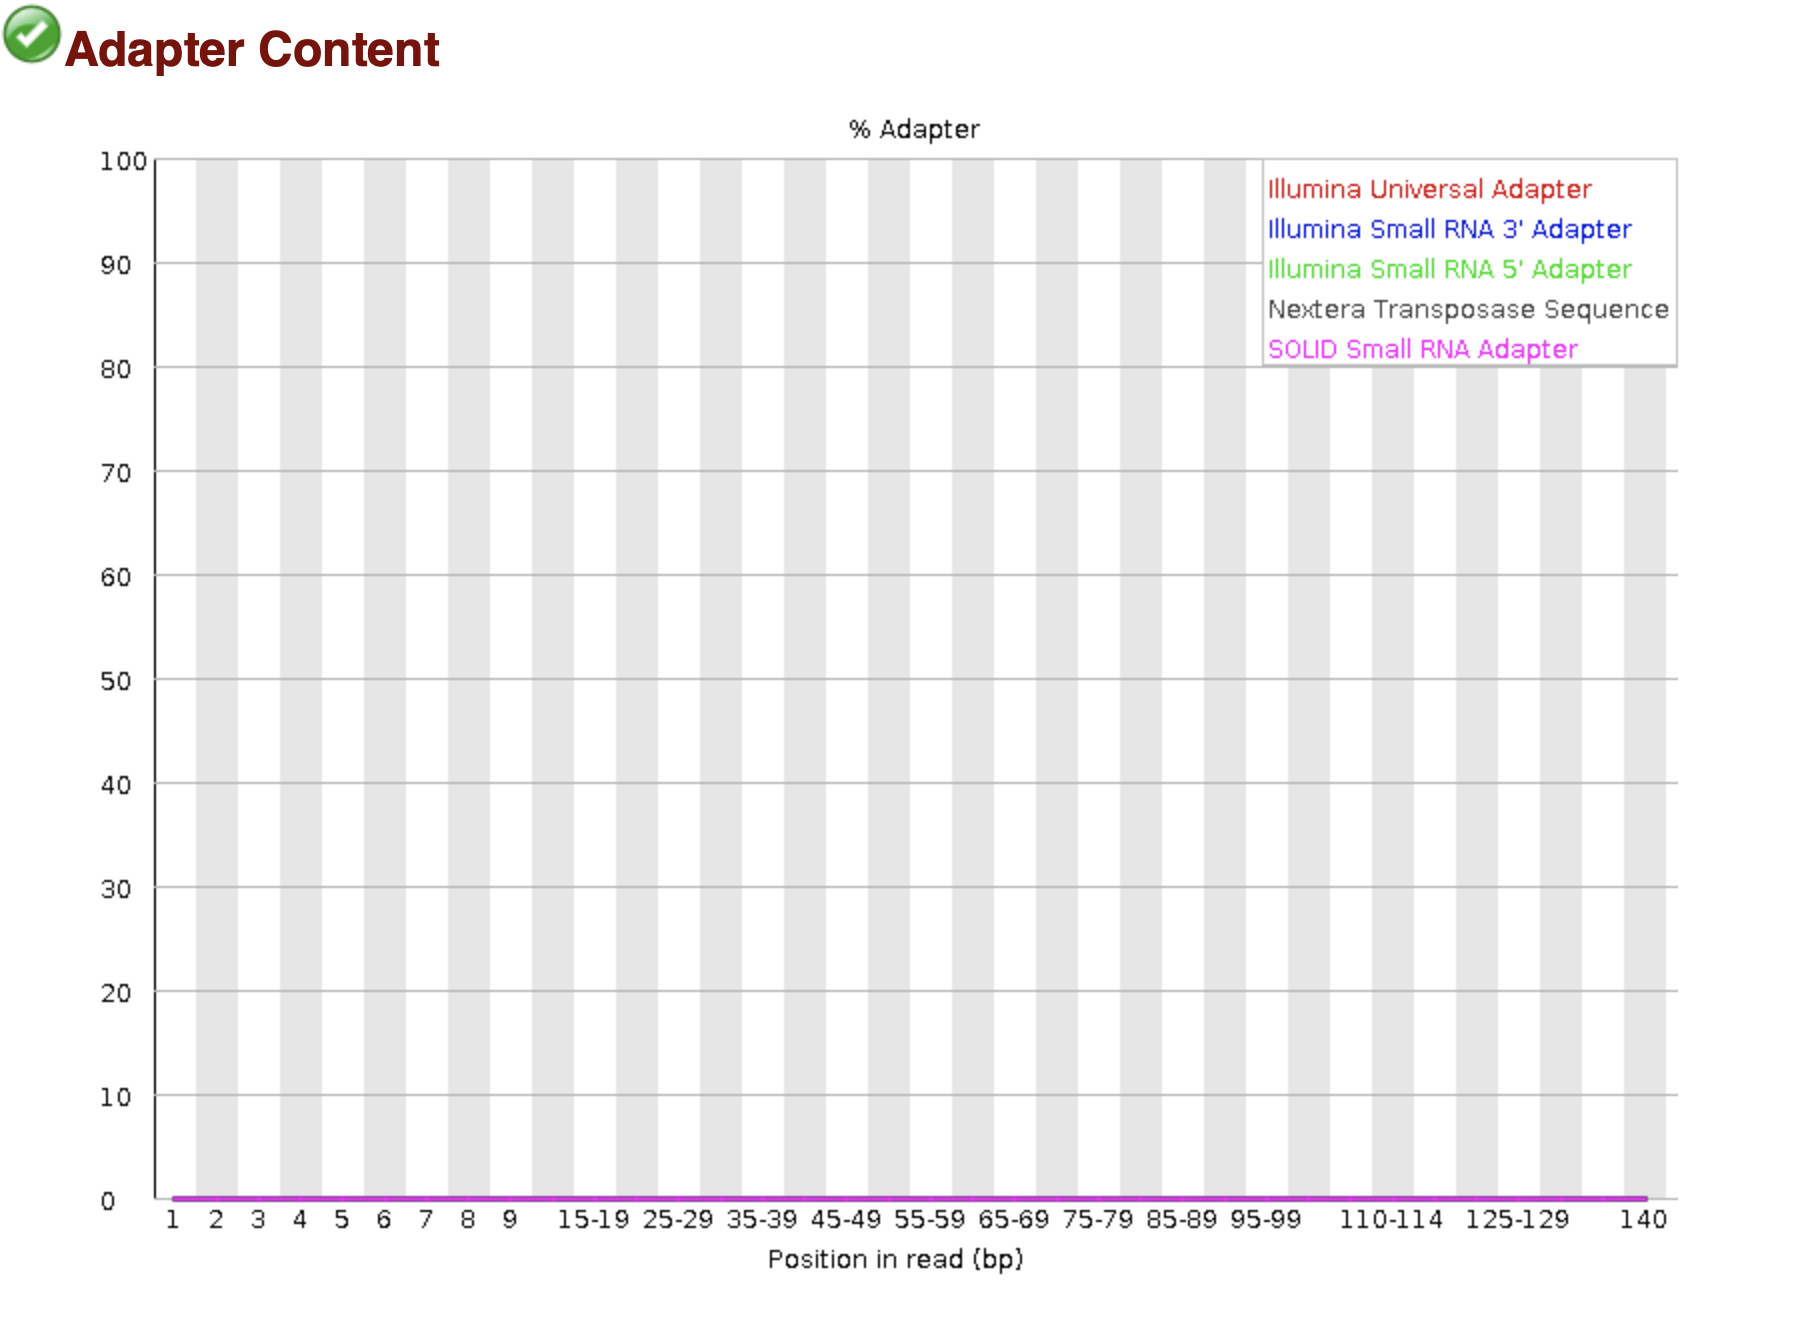 Adapter Content
% Adapter
100
90
80
70
60
50
40
30
20
10
0
Illumina Universal Adapter
Illumina Small RNA 3' Adapter
Illumina Small RNA 5' Adapter
Nextera Transposase Sequence
SOLID Small RNA Adapter
1 2 3 4 5 6 7 8 9 15-19 25-29 35-39 45-49 55-59 65-69 75-79 85-89 95-99 110-114 125-129 140
Position in read (bp)